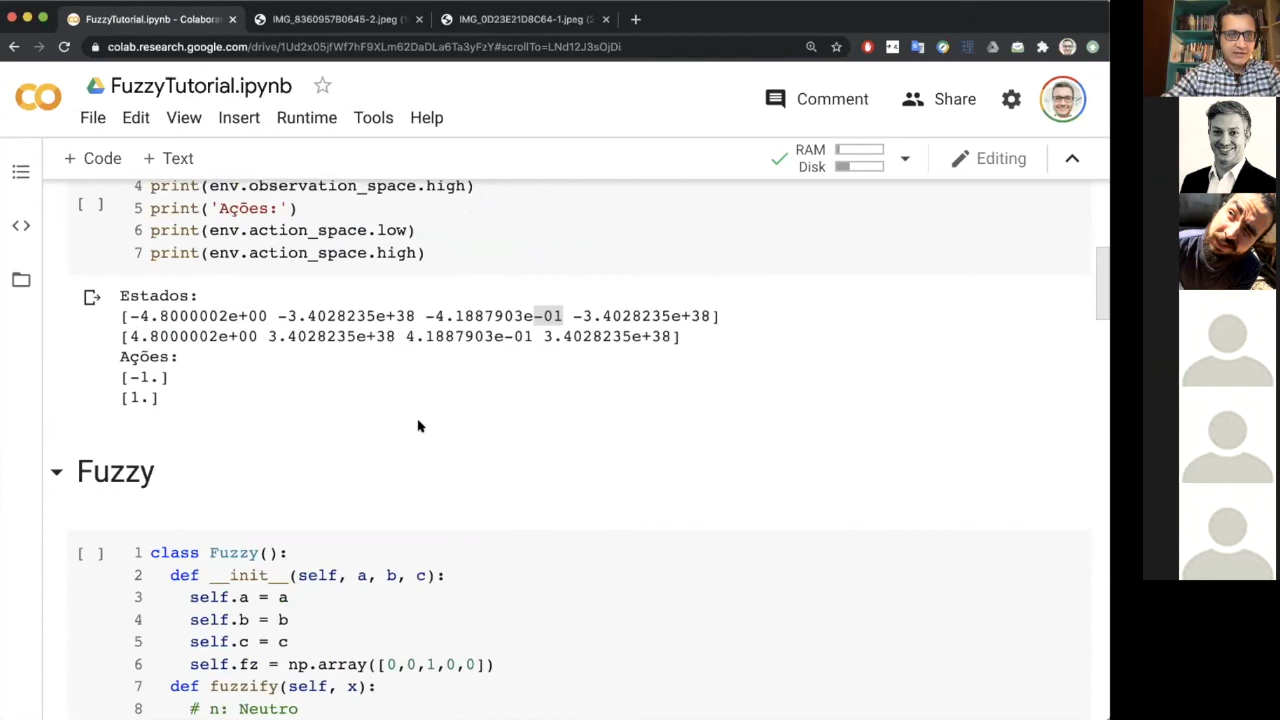 FuzzyTutorial.ipynb - Colabora
IMG_8360957B0645-2.jpeg (1
IMG_0D23E21D8C64-1.jpeg (2
colab.research.google.com/drive/1Ud2x05jfWf7hF9XLm62DaDLa6Ta3yFzY#scrollTo=LNd12J3sOjDi
CO FuzzyTutorial.ipynb
Comment Share
File Edit View Insert Runtime Tools Help
+ Code + Text
RAM
Disk
Editing
4 print(env.observation_space.high)
[ ] 5 print('Ações:')
6 print(env.action_space.low)
7 print(env.action_space.high)
Estados:
[-4.8000002e+00 -3.4028235e+38 -4.1887903e-01 -3.4028235e+38]
[4.8000002e+00 3.4028235e+38 4.1887903e-01 3.4028235e+38]
Ações:
[-1.]
[1.]
Fuzzy
[ ] 1 class Fuzzy():
2 def __init__(self, a, b, c):
3 self.a = a
4 self.b = b
5 self.c = c
6 self.fz = np.array([0,0,1,0,0])
7 def fuzzify(self, x):
8 # n: Neutro